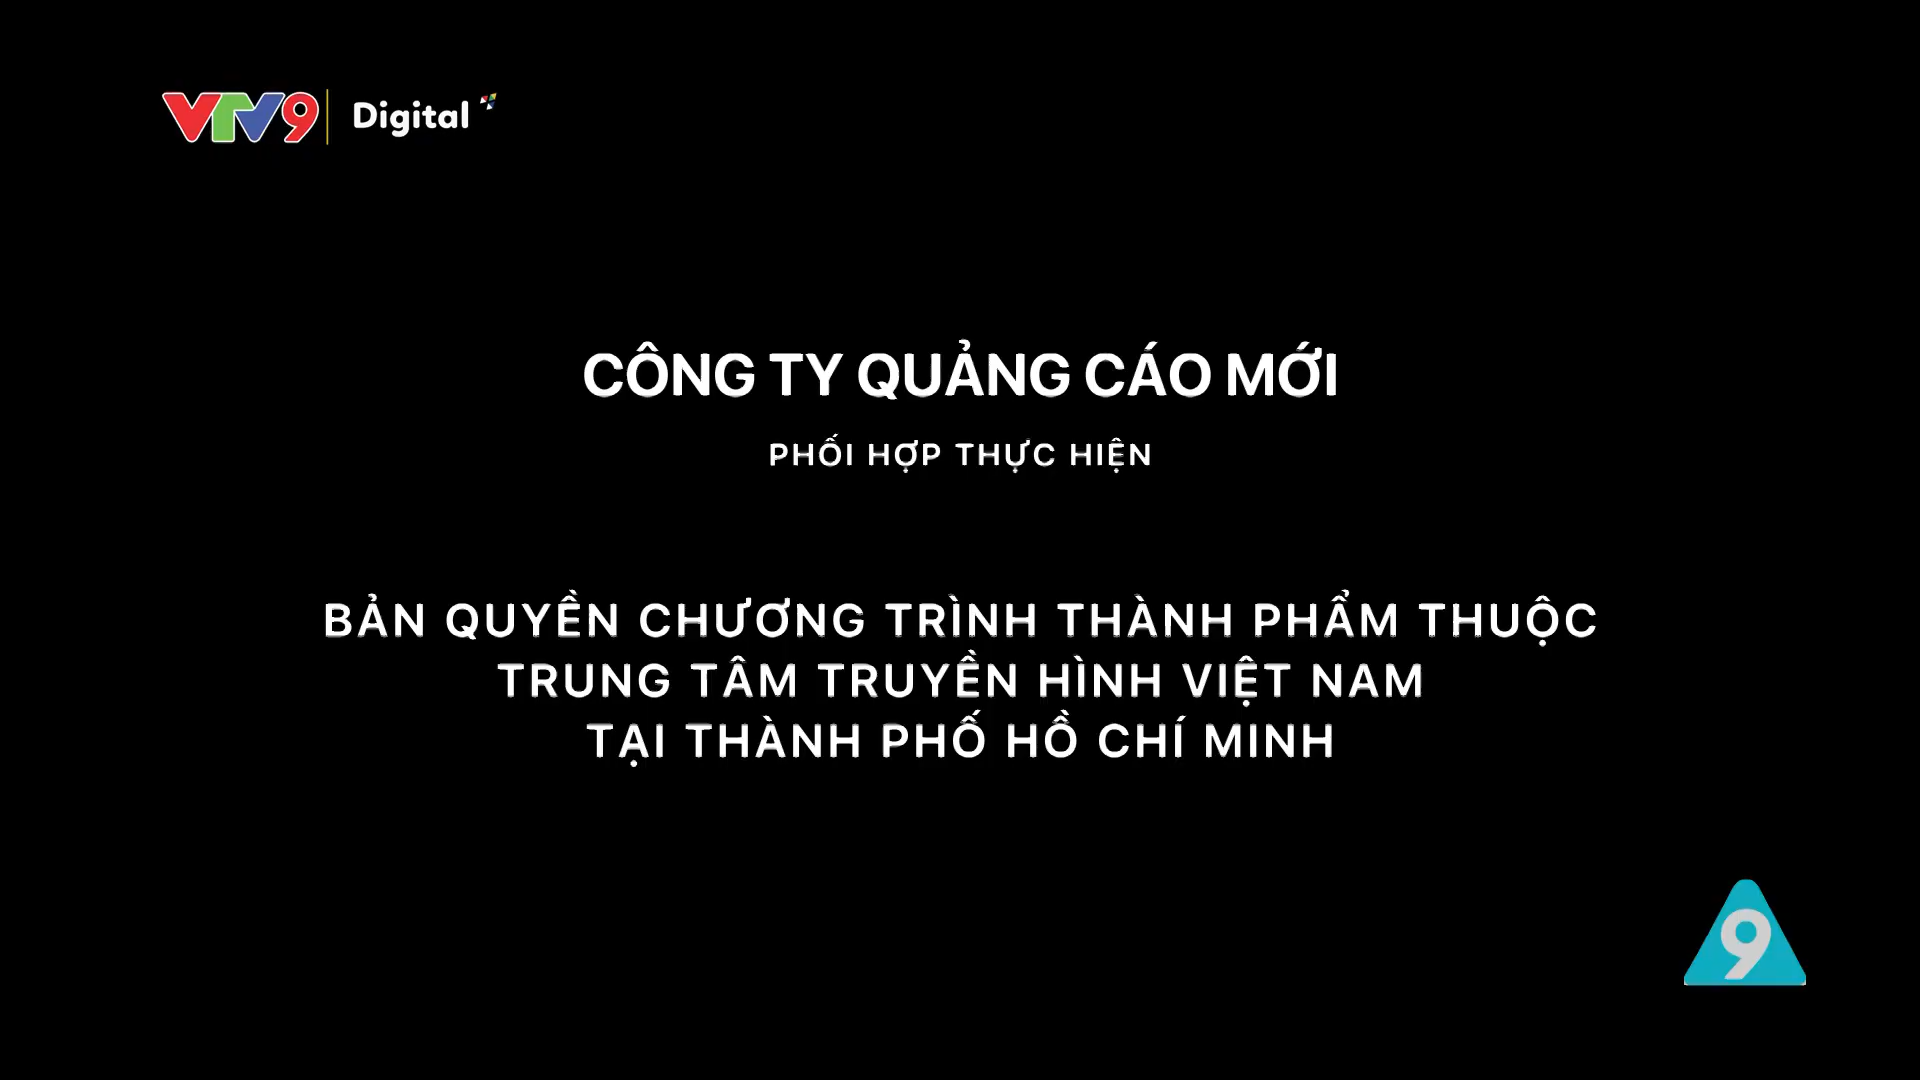 VTV9 Digital
CÔNG TY QUẢNG CÁO MỚI
PHỐI HỢP THỰC HIỆN
BẢN QUYỀN CHƯƠNG TRÌNH THÀNH PHẨM THUỘC
TRUNG TÂM TRUYỀN HÌNH VIỆT NAM
TẠI THÀNH PHỐ HỒ CHÍ MINH
9